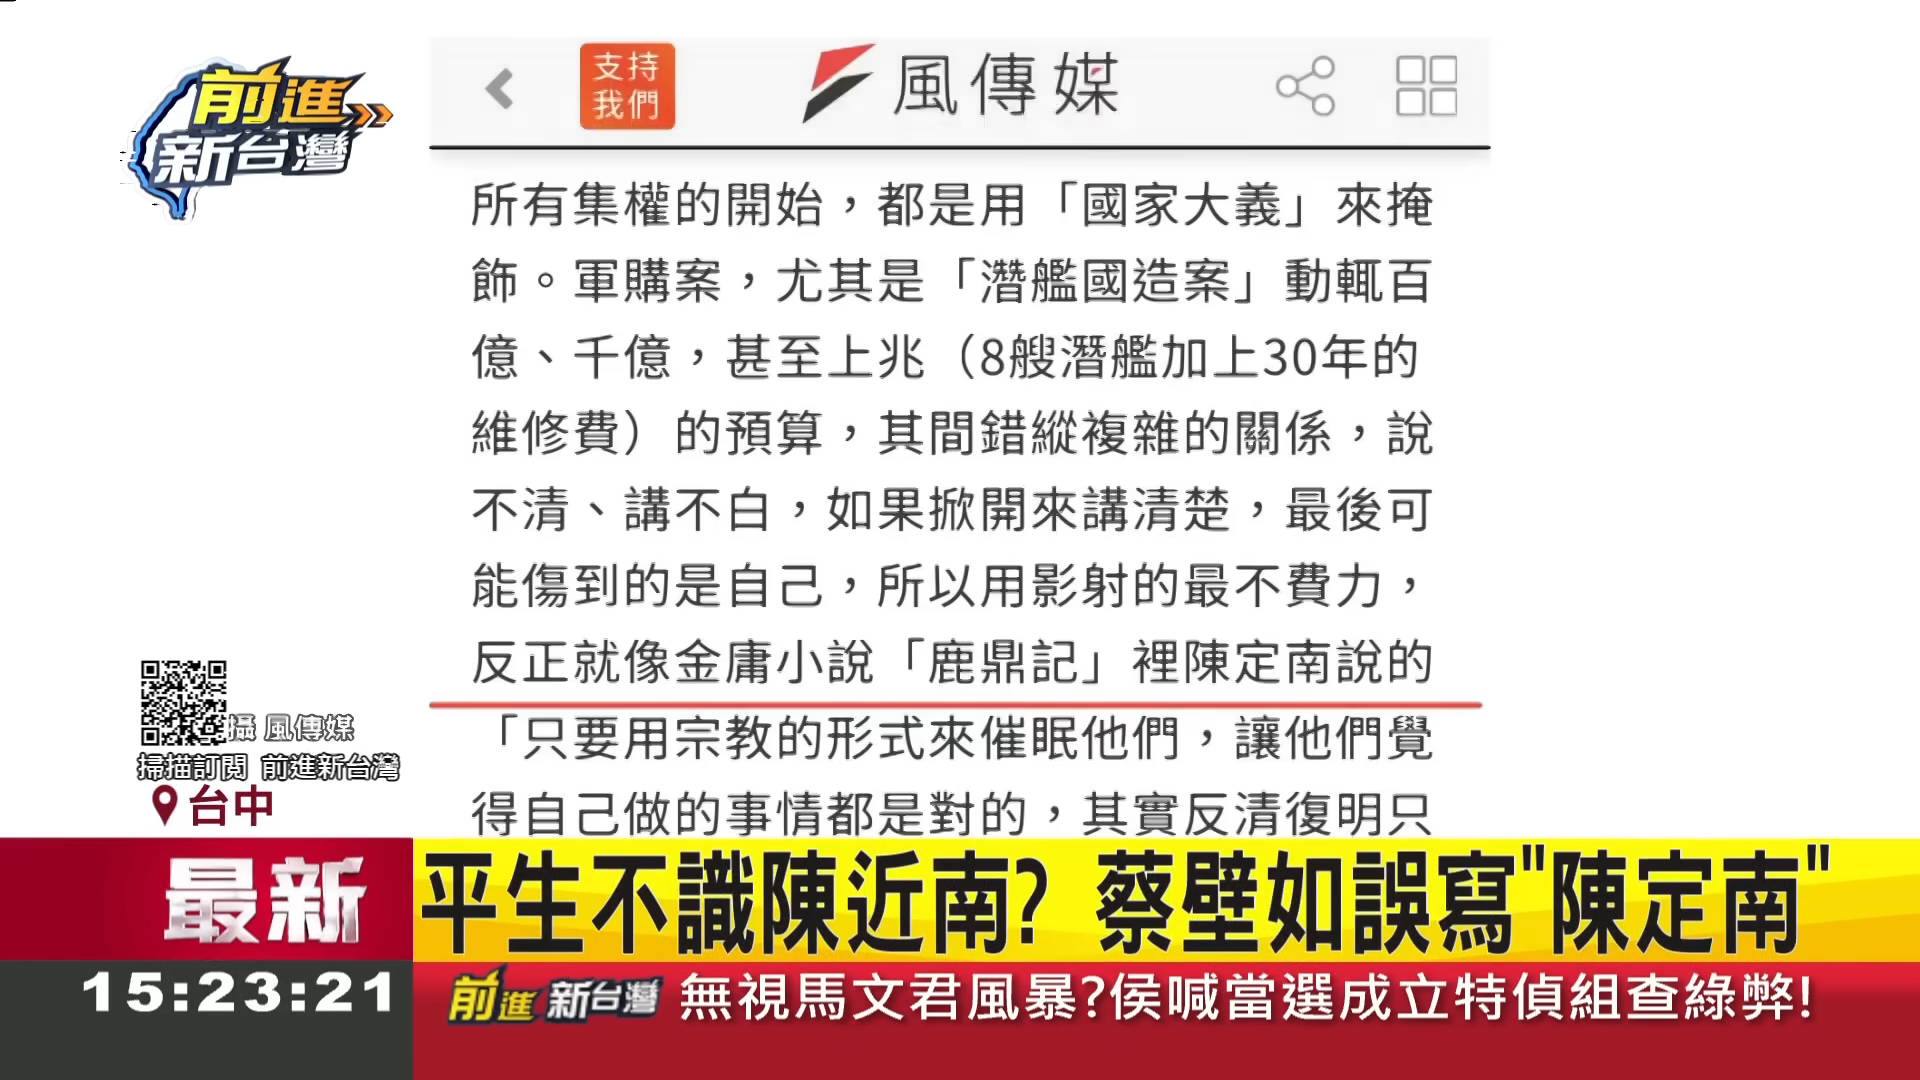 前進
新台灣
支持
我們
風傳媒
所有集權的開始，都是用「國家大義」來掩
飾。軍購案，尤其是「潛艦國造案」動輒百
億、千億，甚至上兆（8艘潛艦加上30年的
維修費）的預算，其間錯縱複雜的關係，說
不清、講不白，如果掀開來講清楚，最後可
能傷到的是自己，所以用影射的最不費力，
反正就像金庸小說「鹿鼎記」裡陳定南說的
「只要用宗教的形式來催眠他們，讓他們覺
得自己做的事情都是對的，其實反清復明只
攝 風傳媒
掃描訂閱 前進新台灣
台中
最新
平生不識陳近南? 蔡壁如誤寫"陳定南"
15:23:21
前進新台灣
無視馬文君風暴?侯喊當選成立特偵組查綠弊!